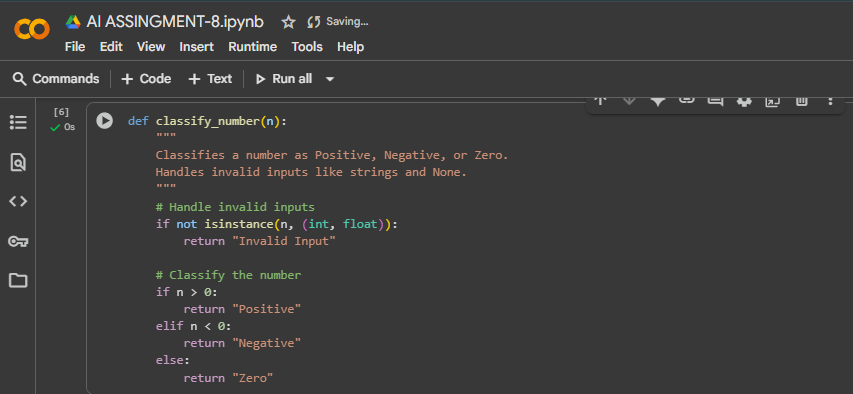 AI ASSINGMENT-8.ipynb Saving...
File Edit View Insert Runtime Tools Help
Commands + Code + Text Run all
[6]
0s
def classify_number(n):
"""
Classifies a number as Positive, Negative, or Zero.
Handles invalid inputs like strings and None.
"""
# Handle invalid inputs
if not isinstance(n, (int, float)):
return "Invalid Input"
# Classify the number
if n > 0:
return "Positive"
elif n < 0:
return "Negative"
else:
return "Zero"